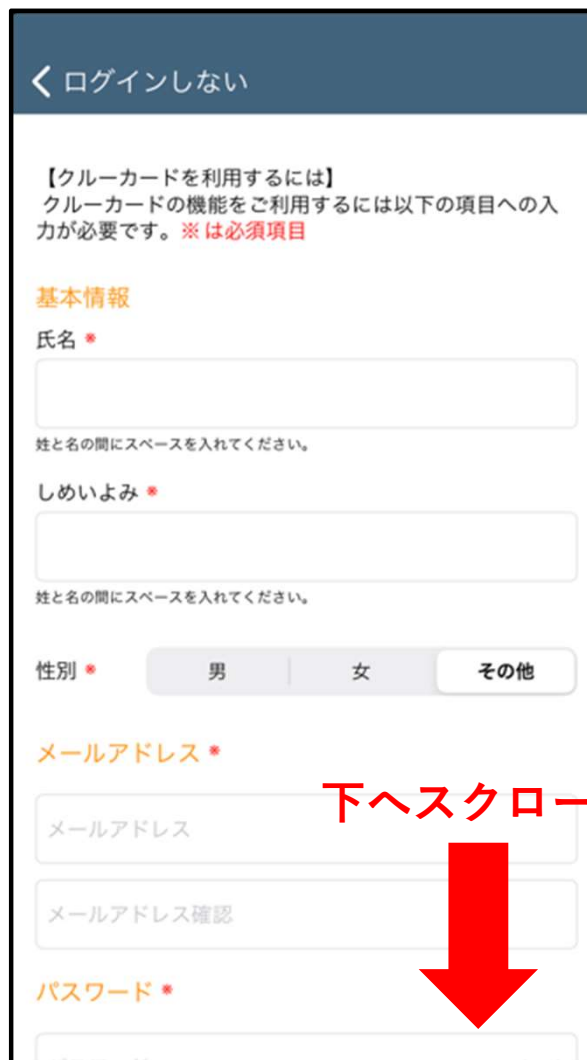 ログインしない
【クルーカードを利用するには】
クルーカードの機能をご利用するには以下の項目への入
力が必要です。※は必須項目
基本情報
氏名 ※
姓と名の間にスペースを入れてください。
しめいよみ ※
姓と名の間にスペースを入れてください。
性別 ※ 男 女 その他
メールアドレス ※
下へスクロー
メールアドレス
メールアドレス確認
パスワード ※